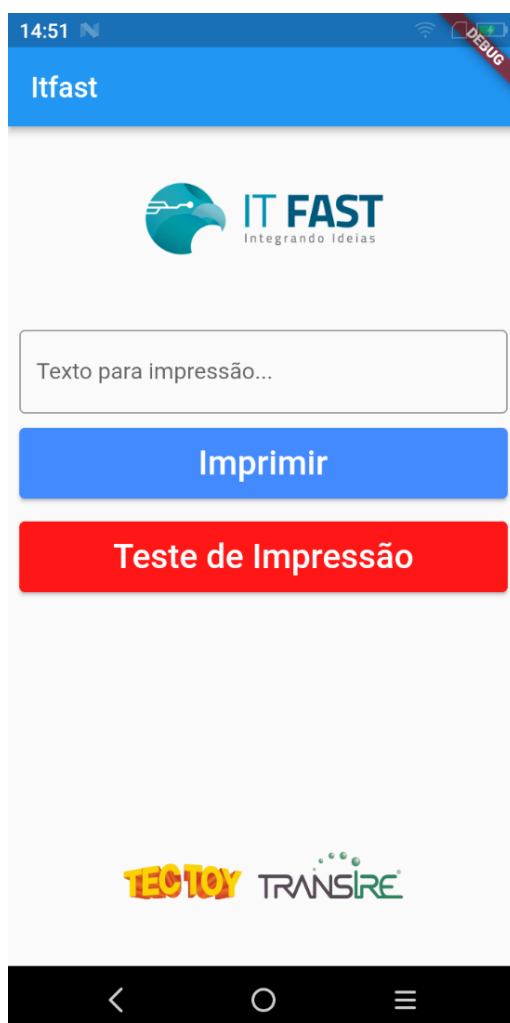 14:51
DEBUG
Itfast
IT FAST
Integrando Ideias
Texto para impressão...
Imprimir
Teste de Impressão
TECTOY TRANSIRE